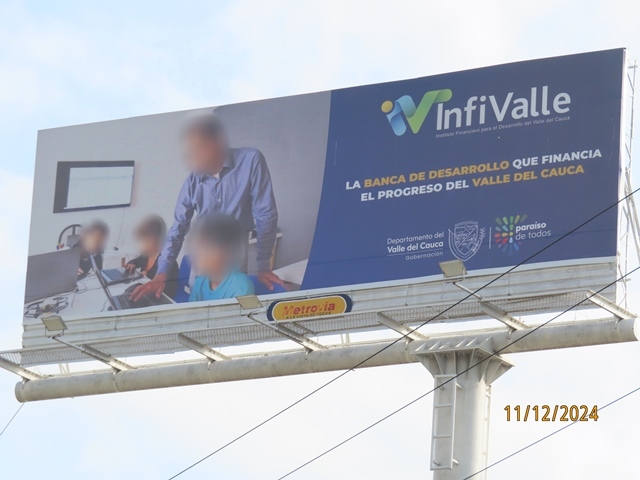 InfiValle
Instituto Financiero para el Desarrollo del Valle del Cauca
LA BANCA DE DESARROLLO QUE FINANCIA
EL PROGRESO DEL VALLE DEL CAUCA
Departamento del
Valle del Cauca
Gobernación
paraíso
de todos
Metrovia
11/12/2024